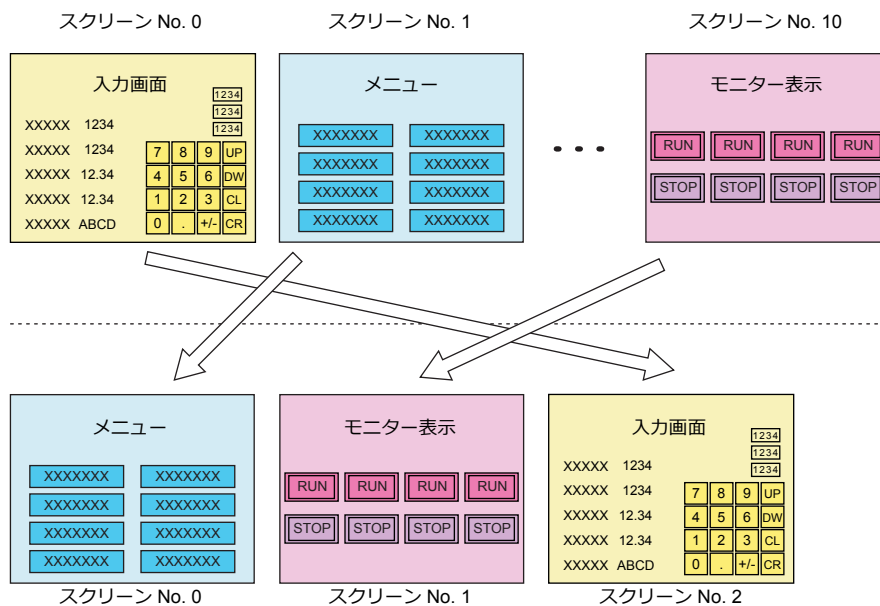 スクリーン No. 0
スクリーン No. 1
スクリーン No. 10
入力画面
1234
1234
1234
XXXXX 1234
XXXXX 1234
XXXXX 12.34
XXXXX 12.34
XXXXX ABCD
7 8 9 UP
4 5 6 DW
1 2 3 CL
0 . +/- CR
メニュー
XXXXXXX XXXXXXX
XXXXXXX XXXXXXX
XXXXXXX XXXXXXX
XXXXXXX XXXXXXX
• • •
モニター表示
RUN RUN RUN RUN
STOP STOP STOP STOP
メニュー
XXXXXXX XXXXXXX
XXXXXXX XXXXXXX
XXXXXXX XXXXXXX
XXXXXXX XXXXXXX
モニター表示
RUN RUN RUN RUN
STOP STOP STOP STOP
入力画面
1234
1234
1234
XXXXX 1234
XXXXX 1234
XXXXX 12.34
XXXXX 12.34
XXXXX ABCD
7 8 9 UP
4 5 6 DW
1 2 3 CL
0 . +/- CR
スクリーン No. 0
スクリーン No. 1
スクリーン No. 2